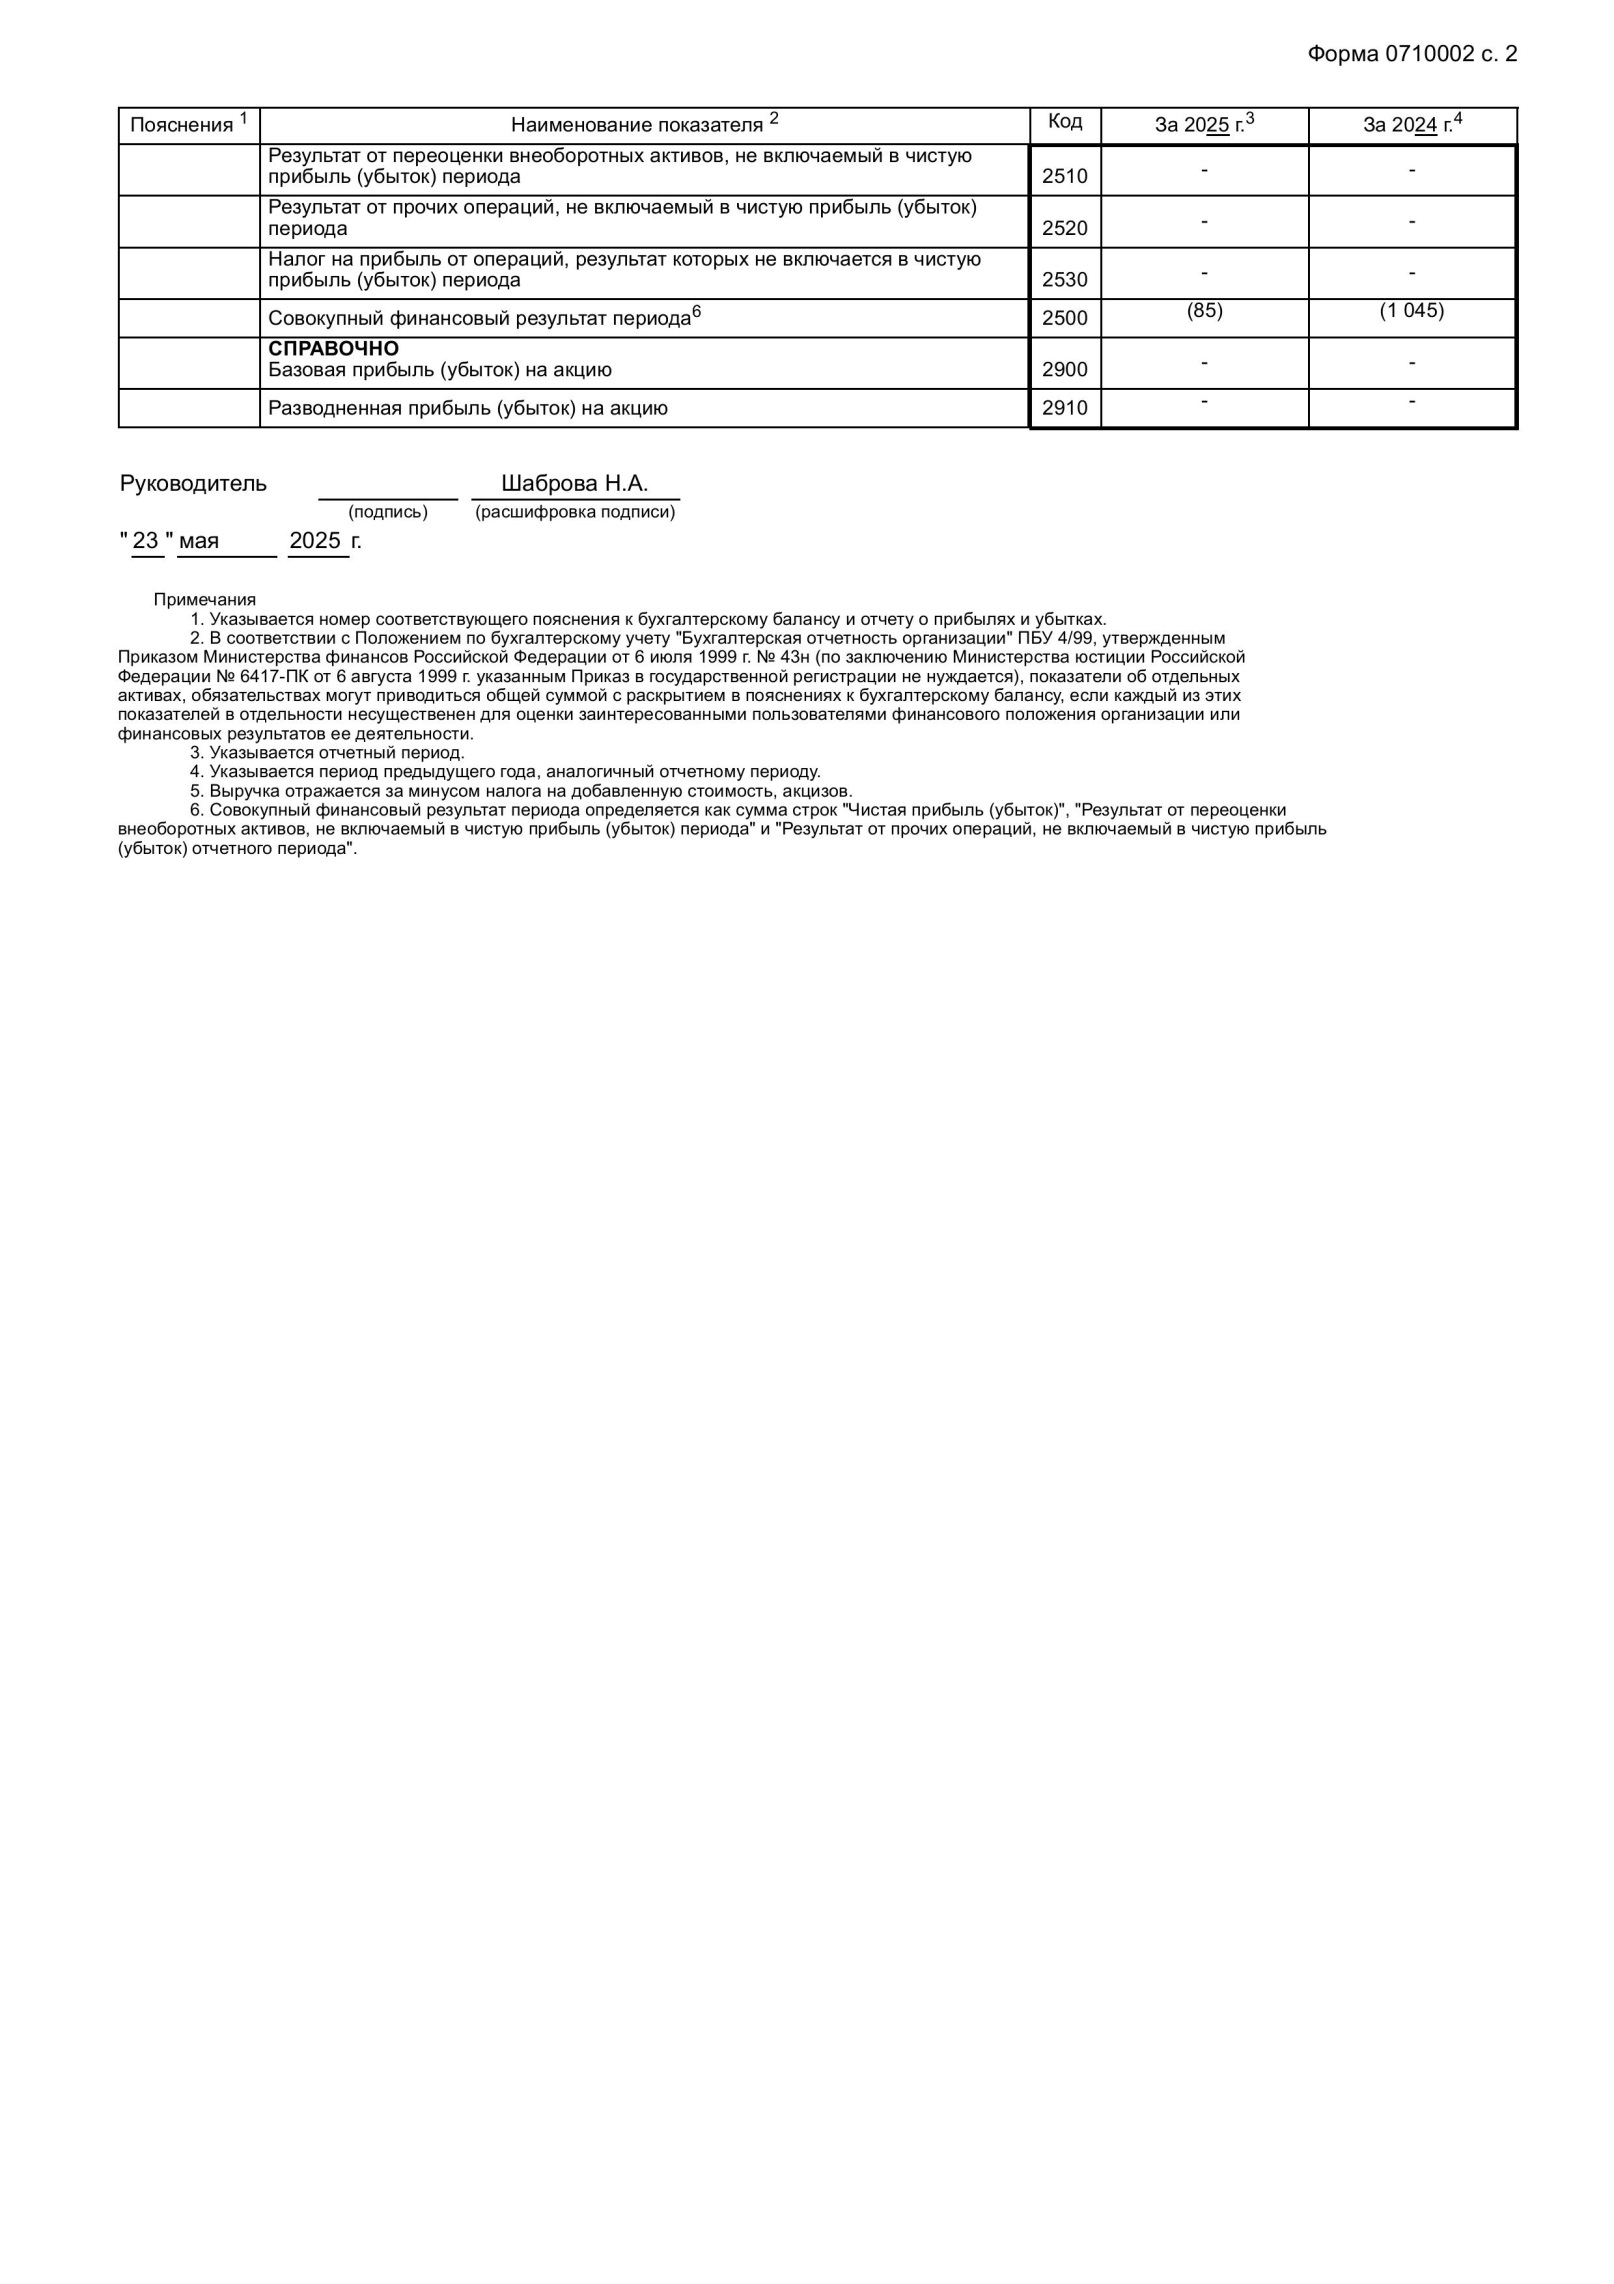 Форма 0710002 с. 2
Пояснения 1 Наименование показателя 2 Код За 2025 г.3 За 2024 г.4
Результат от переоценки внеоборотных активов, не включаемый в чистую
прибыль (убыток) периода 2510 - -
Результат от прочих операций, не включаемый в чистую прибыль (убыток)
периода 2520 - -
Налог на прибыль от операций, результат которых не включается в чистую
прибыль (убыток) периода 2530 - -
Совокупный финансовый результат периода6 2500 (85) (1 045)
СПРАВОЧНО
Базовая прибыль (убыток) на акцию 2900 - -
Разводненная прибыль (убыток) на акцию 2910 - -
Руководитель Шаброва Н.А.
(подпись) (расшифровка подписи)
" 23 " мая 2025 г.
Примечания
1. Указывается номер соответствующего пояснения к бухгалтерскому балансу и отчету о прибылях и убытках.
2. В соответствии с Положением по бухгалтерскому учету "Бухгалтерская отчетность организации" ПБУ 4/99, утвержденным
Приказом Министерства финансов Российской Федерации от 6 июля 1999 г. № 43н (по заключению Министерства юстиции Российской
Федерации № 6417-ПК от 6 августа 1999 г. указанным Приказ в государственной регистрации не нуждается), показатели об отдельных
активах, обязательствах могут приводиться общей суммой с раскрытием в пояснениях к бухгалтерскому балансу, если каждый из этих
показателей в отдельности несущественен для оценки заинтересованными пользователями финансового положения организации или
финансовых результатов ее деятельности.
3. Указывается отчетный период.
4. Указывается период предыдущего года, аналогичный отчетному периоду.
5. Выручка отражается за минусом налога на добавленную стоимость, акцизов.
6. Совокупный финансовый результат периода определяется как сумма строк "Чистая прибыль (убыток)", "Результат от переоценки
внеоборотных активов, не включаемый в чистую прибыль (убыток) периода" и "Результат от прочих операций, не включаемый в чистую прибыль
(убыток) отчетного периода".